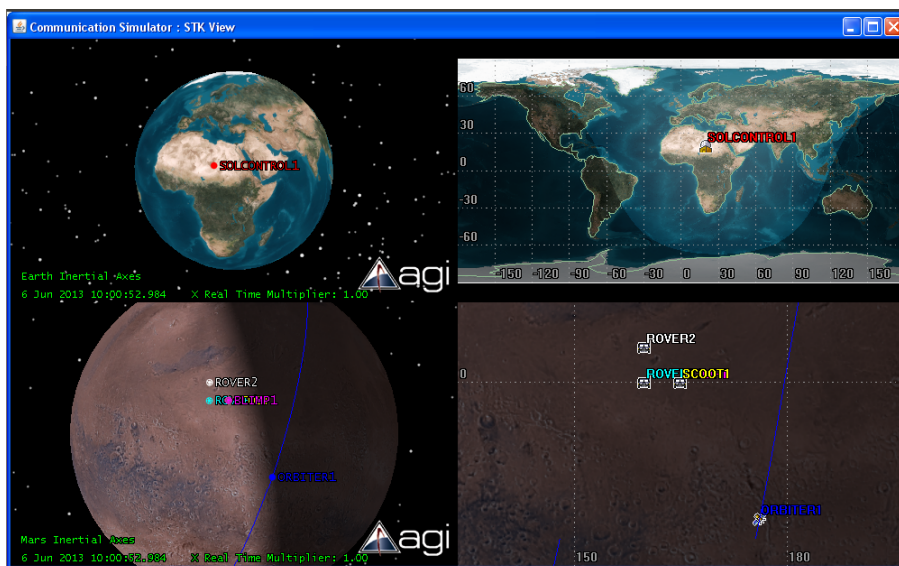 Communication Simulator : STK View
SOLCONTROL1
Earth Inertial Axes
6 Jun 2013 10:00:52.984 X Real Time Multiplier: 1.00
agi
60
30
0
-30
-60
SOLCONTROL1
-150 -120 -90 -60 -30 0 30 60 90 120 150
ROVER2
ORBITER1
Mars Inertial Axes
6 Jun 2013 10:00:52.984 X Real Time Multiplier: 1.00
agi
ROVER2
0
SCOOT1
ORBITER1
150 180